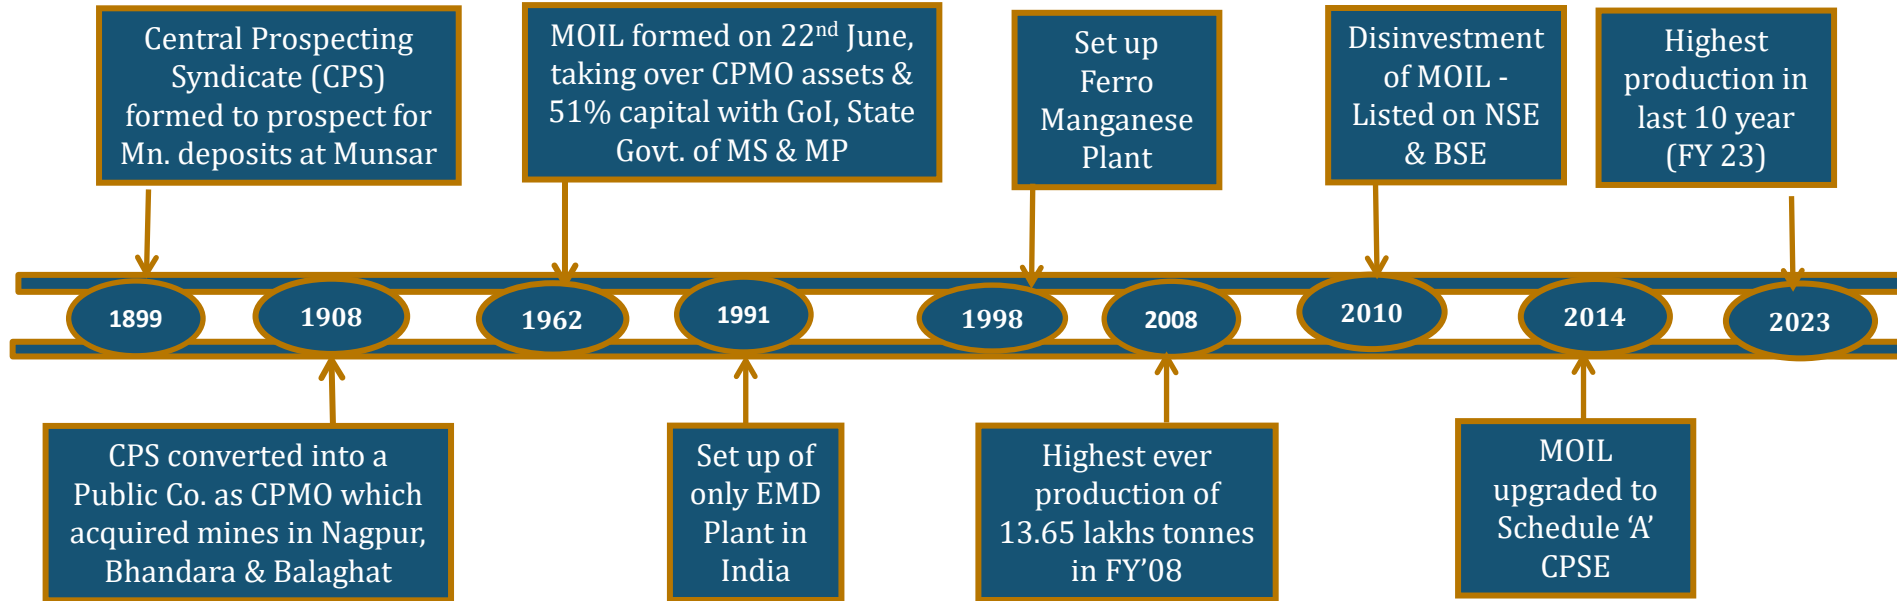 Central Prospecting
Syndicate (CPS)
formed to prospect for
Mn. deposits at Munsar
MOIL formed on 22nd June,
taking over CPMO assets &
51% capital with GoI, State
Govt. of MS & MP
Set up
Ferro
Manganese
Plant
Disinvestment
of MOIL -
Listed on NSE
& BSE
Highest
production in
last 10 year
(FY 23)
1899
1908
1962
1991
1998
2008
2010
2014
2023
CPS converted into a
Public Co. as CPMO which
acquired mines in Nagpur,
Bhandara & Balaghat
Set up of
only EMD
Plant in
India
Highest ever
production of
13.65 lakhs tonnes
in FY’08
MOIL
upgraded to
Schedule ‘A’
CPSE